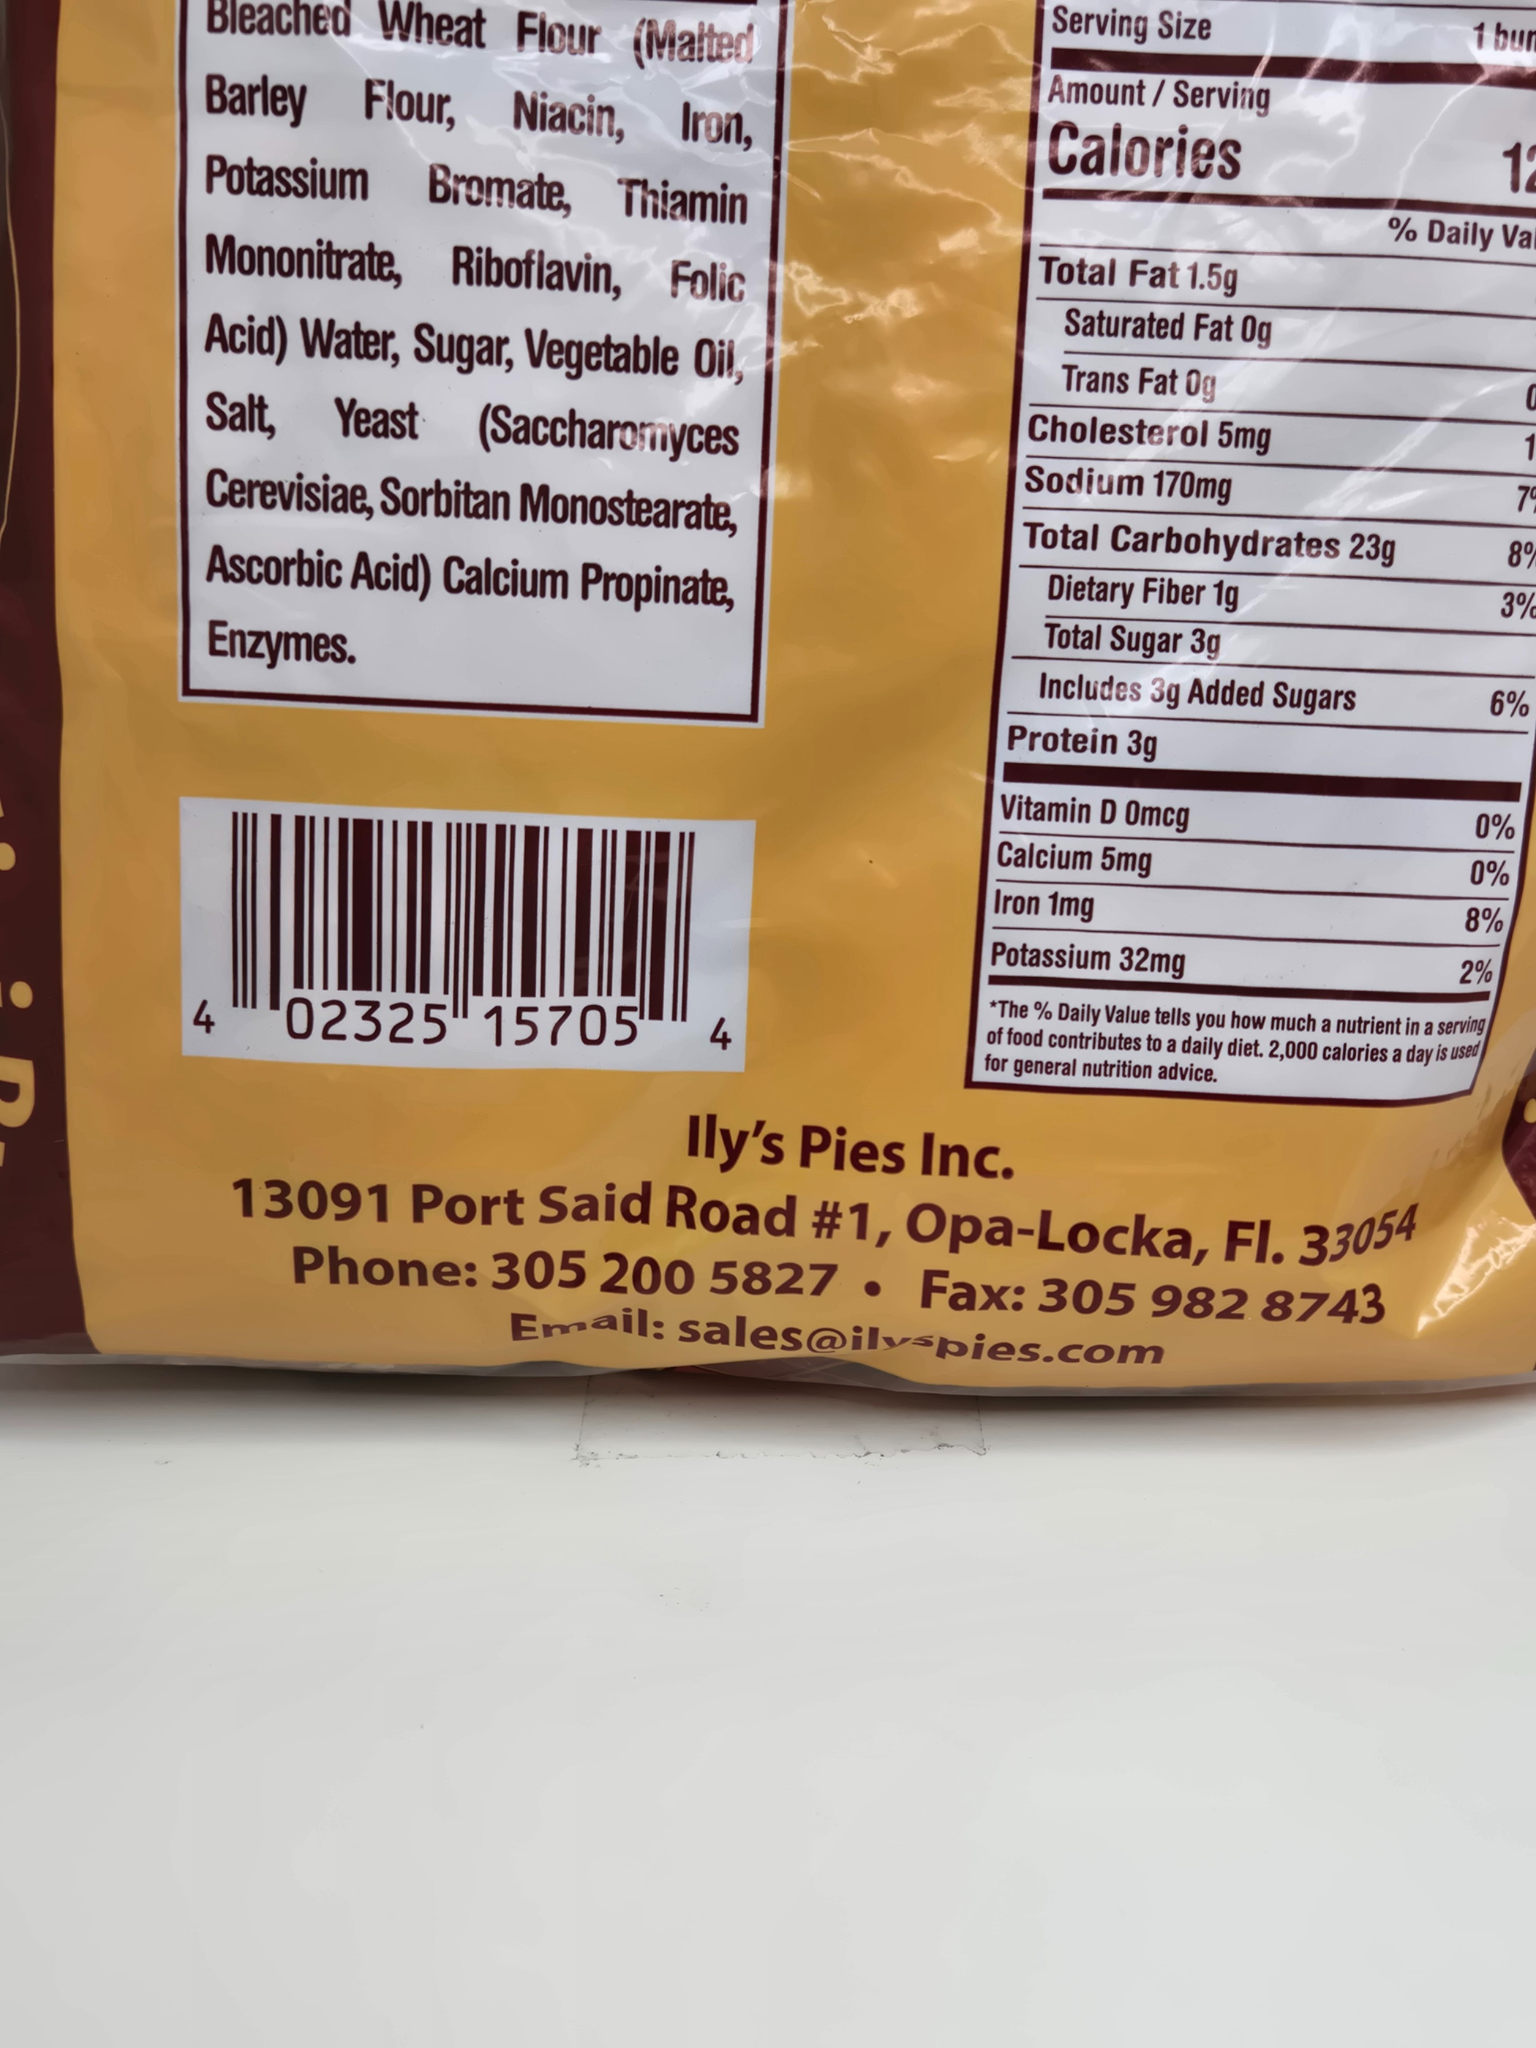 Bleached Wheat Flour (Malted
Barley Flour, Niacin, Iron,
Potassium Bromate, Thiamin
Mononitrate, Riboflavin, Folic
Acid) Water, Sugar, Vegetable Oil,
Salt, Yeast (Saccharomyces
Cerevisiae, Sorbitan Monostearate,
Ascorbic Acid) Calcium Propinate,
Enzymes.
Serving Size 1 bun
Amount / Serving
Calories 12
% Daily Va
Total Fat 1.5g
Saturated Fat 0g
Trans Fat 0g 0
Cholesterol 5mg 1
Sodium 170mg 7%
Total Carbohydrates 23g 8%
Dietary Fiber 1g 3%
Total Sugar 3g
Includes 3g Added Sugars 6%
Protein 3g
Vitamin D 0mcg 0%
Calcium 5mg 0%
Iron 1mg 8%
Potassium 32mg 2%
*The % Daily Value tells you how much a nutrient in a serving
of food contributes to a daily diet. 2,000 calories a day is used
for general nutrition advice.
4 02325 15705 4
Ily's Pies Inc.
13091 Port Said Road #1, Opa-Locka, Fl. 33054
Phone: 305 200 5827 • Fax: 305 982 8743
Email: sales@ilyspies.com